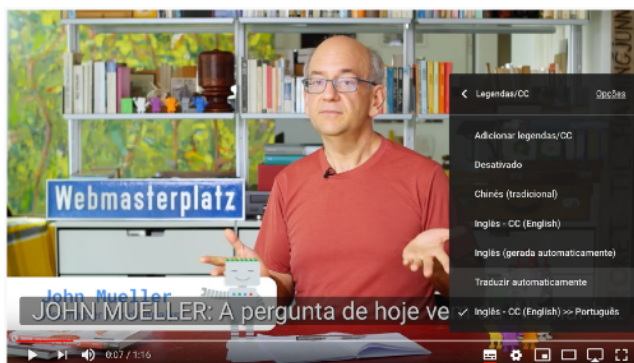 Legendas/CC Opções
Adicionar legendas/CC
Desativado
Chinês (tradicional)
Inglês - CC (English)
Inglês (gerada automaticamente)
Traduzir automaticamente
Inglês - CC (English) >> Português
Webmasterplatz
John Mueller
JOHN MUELLER: A pergunta de hoje ve
0:07 / 1:16